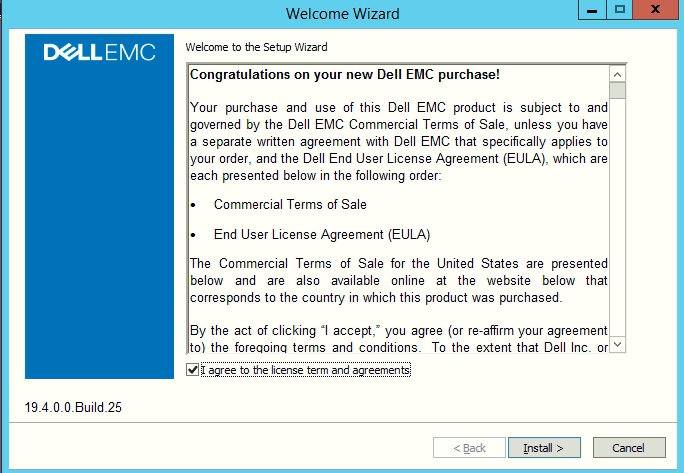 Welcome Wizard
DELLEMC
Welcome to the Setup Wizard
Congratulations on your new Dell EMC purchase!
Your purchase and use of this Dell EMC product is subject to and
governed by the Dell EMC Commercial Terms of Sale, unless you have
a separate written agreement with Dell EMC that specifically applies to
your order, and the Dell End User License Agreement (EULA), which are
each presented below in the following order:
• Commercial Terms of Sale
• End User License Agreement (EULA)
The Commercial Terms of Sale for the United States are presented
below and are also available online at the website below that
corresponds to the country in which this product was purchased.
By the act of clicking “I accept,” you agree (or re-affirm your agreement
to) the foregoing terms and conditions. To the extent that Dell Inc. or
I agree to the license term and agreements
19.4.0.0.Build.25
< Back
Install >
Cancel